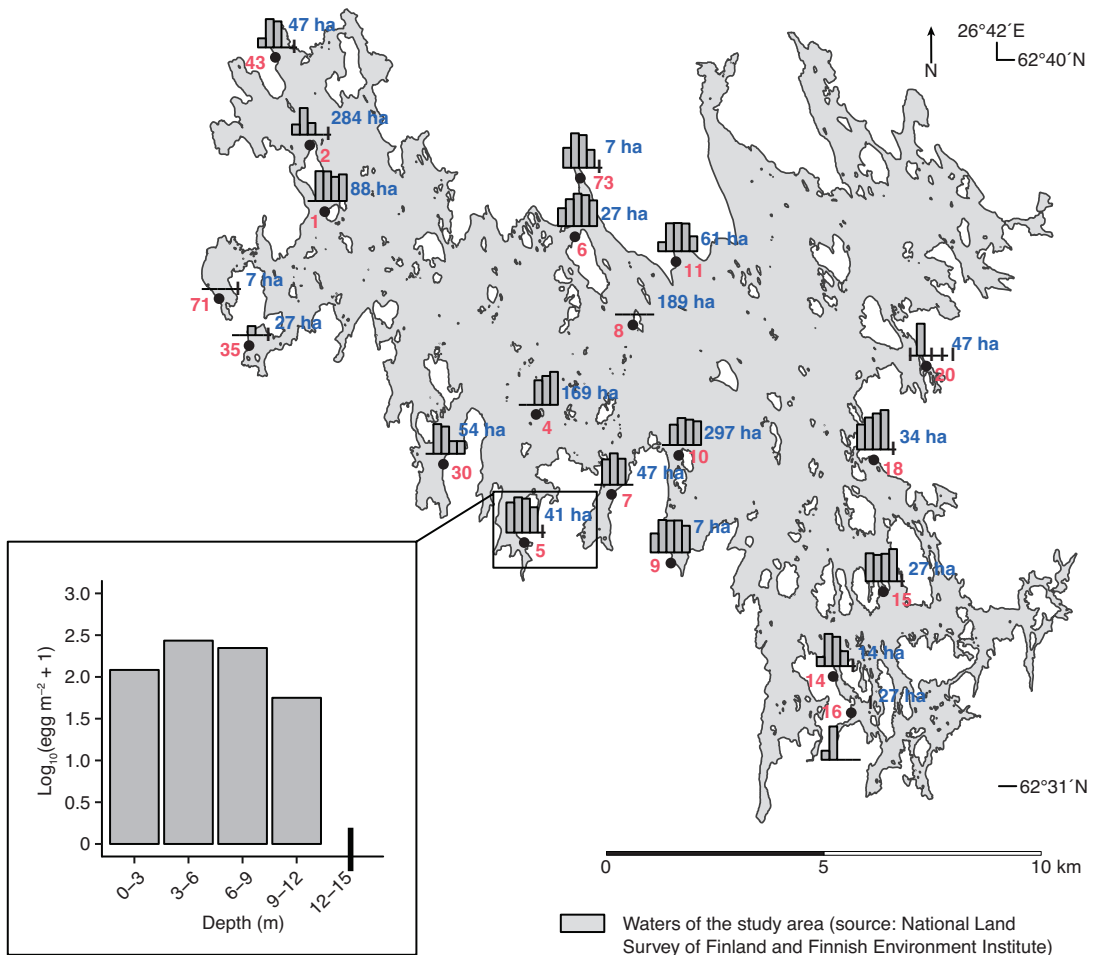 47 ha
43
26°42´E
62°40´N
N
284 ha
2
7 ha
73
88 ha
1
27 ha
6
61 ha
11
7 ha
71
189 ha
8
27 ha
35
47 ha
20
169 ha
4
54 ha
30
297 ha
10
34 ha
18
47 ha
7
41 ha
5
7 ha
9
27 ha
15
14 ha
14
27 ha
16
62°31´N
Log₁₀(egg m⁻² + 1)
3.0
2.5
2.0
1.5
1.0
0.5
0
0–3
3–6
6–9
9–12
12–15
Depth (m)
0
5
10 km
Waters of the study area (source: National Land
Survey of Finland and Finnish Environment Institute)